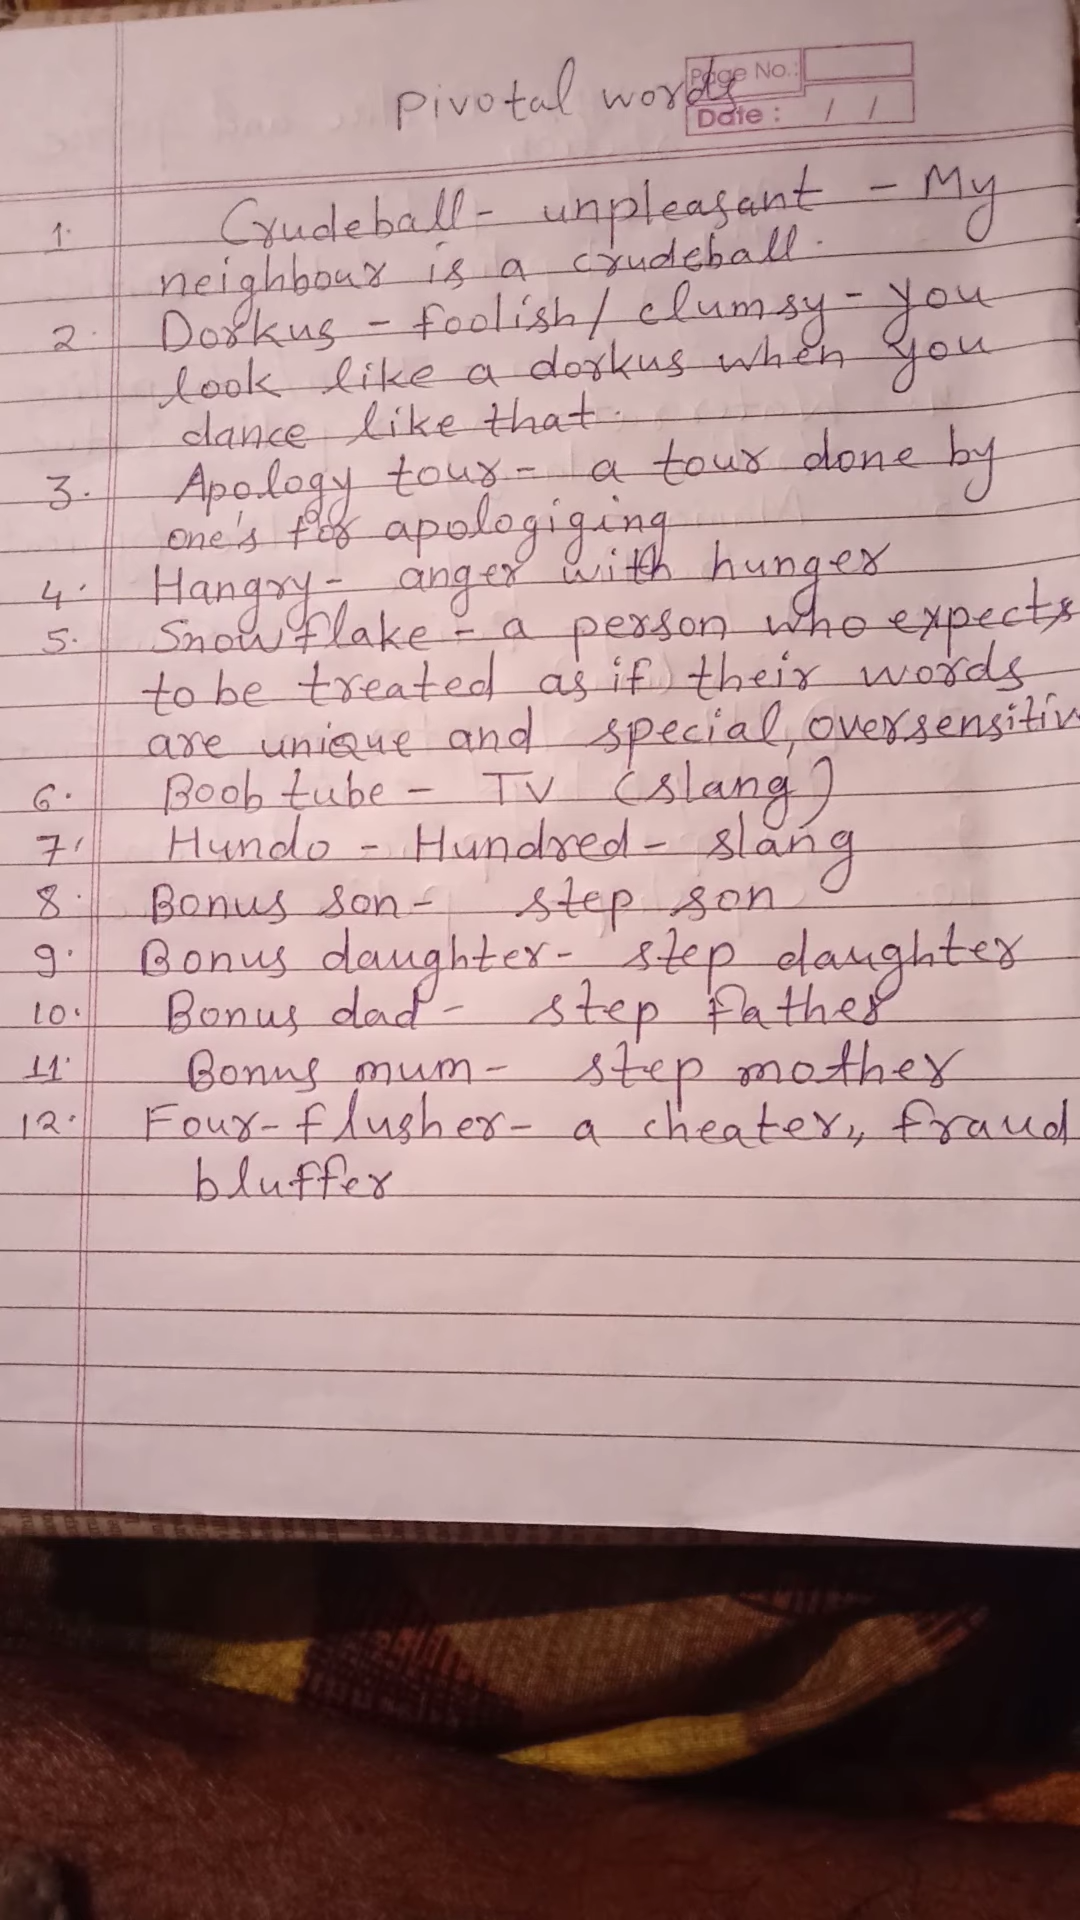 Pivotal words
Page No.:
Date : / /
1. Crudeball - unpleasant - My
neighbour is a crudeball.
2. Dorkus - foolish/ clumsy - you
look like a dorkus when you
dance like that.
3. Apology tour - a tour done by
one's for apologiging
4. Hangry - anger with hunger
5. Snowflake - a person who expects
to be treated as if their words
are unique and special, oversensitiv
6. Boob tube - TV (slang)
7. Hundo - Hundred - slang
8. Bonus son - step son
9. Bonus daughter - step daughter
10. Bonus dad - step father
11. Bonus mum - step mother
12. Four-flusher - a cheater,, fraud
bluffer